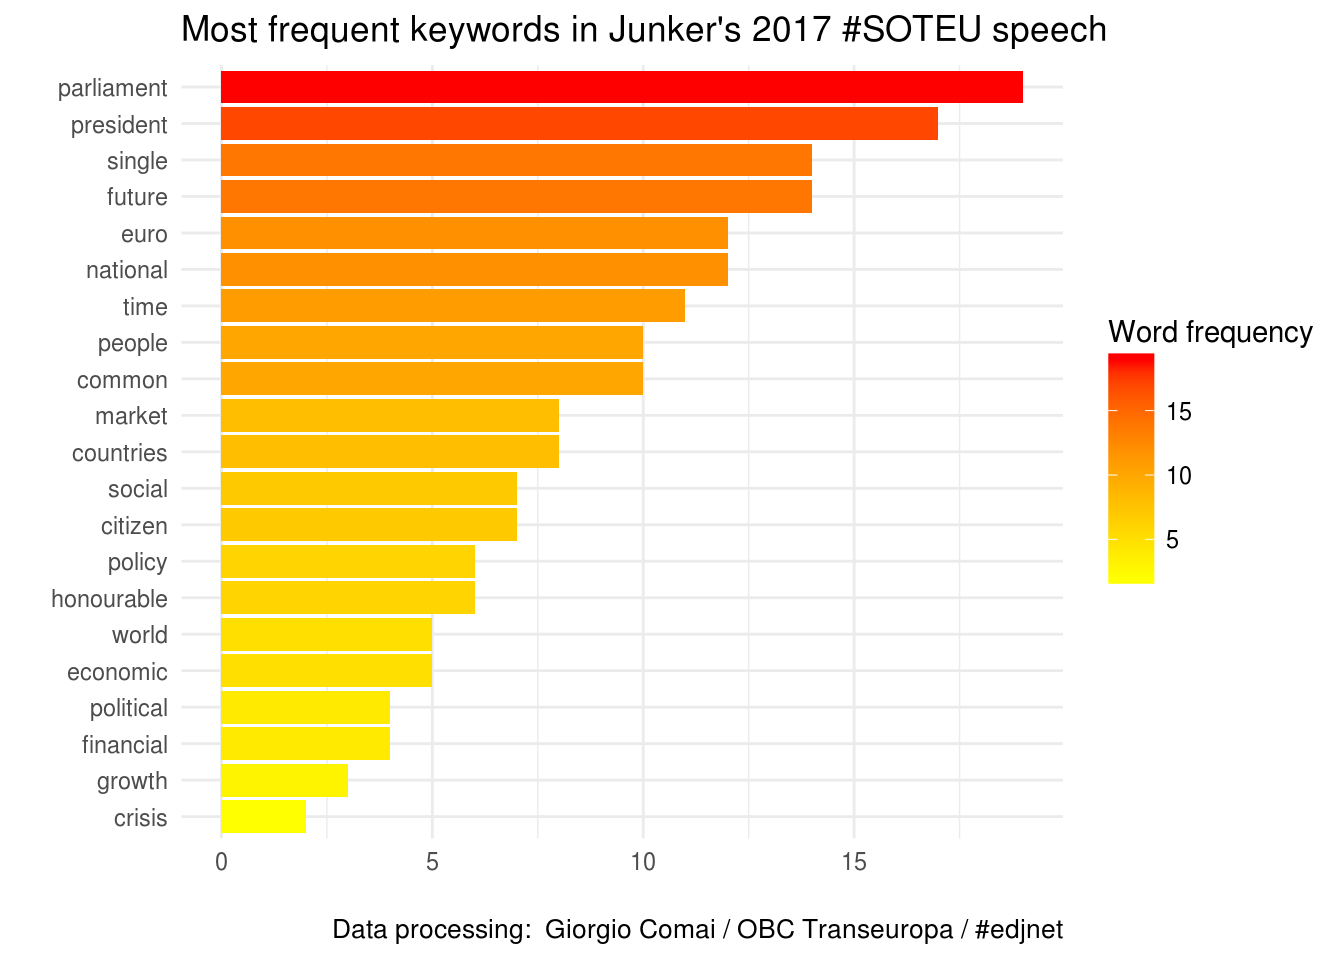 Most frequent keywords in Junker's 2017 #SOTEU speech
parliament
president
single
future
euro
national
time
people
common
market
countries
social
citizen
policy
honourable
world
economic
political
financial
growth
crisis
0 5 10 15
Word frequency
15
10
5
Data processing:  Giorgio Comai / OBC Transeuropa / #edjnet